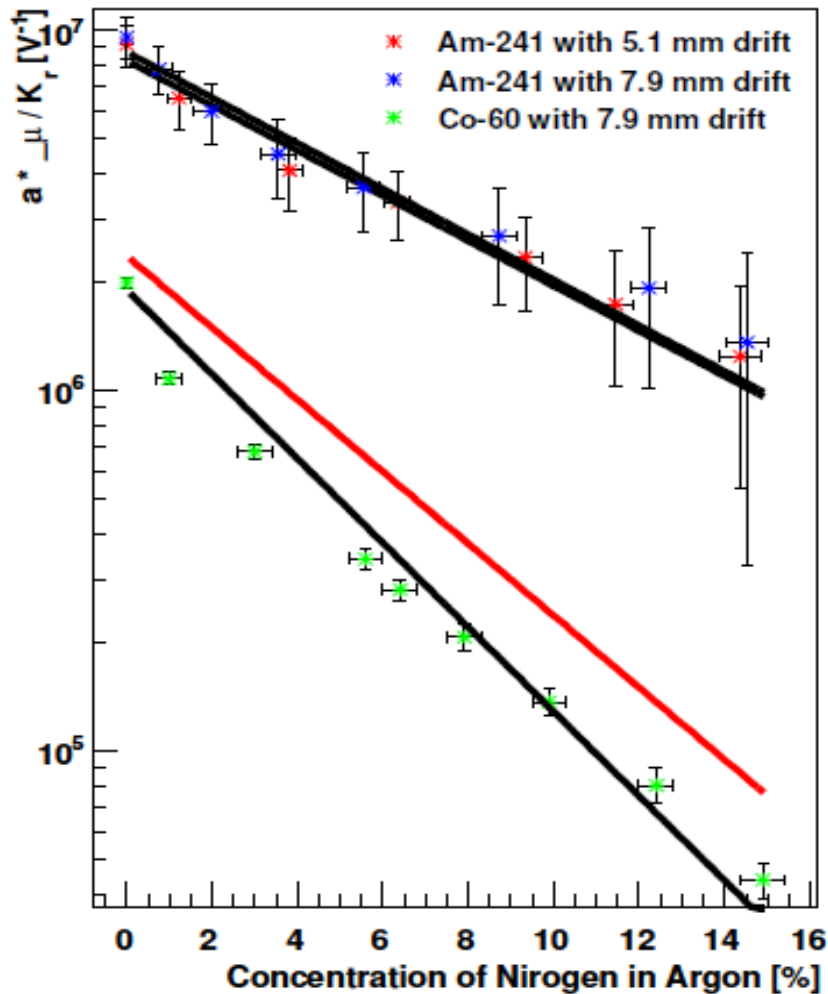 a* _μ / K_r [V⁻¹]
10⁷
10⁶
10⁵
Am-241 with 5.1 mm drift
Am-241 with 7.9 mm drift
Co-60 with 7.9 mm drift
0 2 4 6 8 10 12 14 16
Concentration of Nirogen in Argon [%]